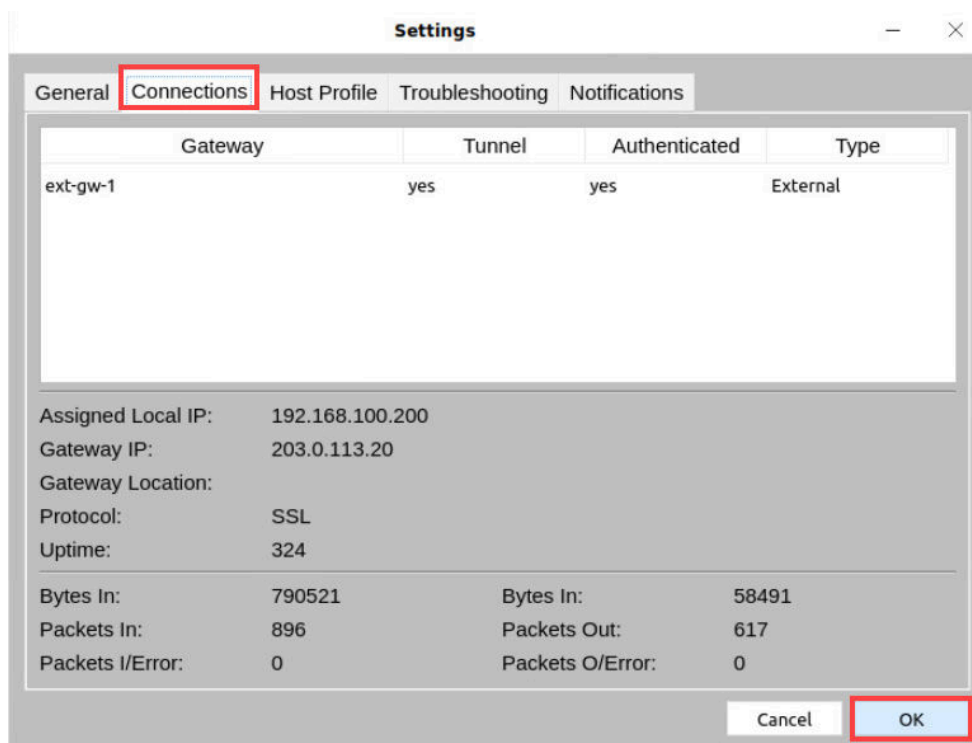 Settings
General Connections Host Profile Troubleshooting Notifications
Gateway Tunnel Authenticated Type
ext-gw-1 yes yes External
Assigned Local IP: 192.168.100.200
Gateway IP: 203.0.113.20
Gateway Location:
Protocol: SSL
Uptime: 324
Bytes In: 790521 Bytes In: 58491
Packets In: 896 Packets Out: 617
Packets I/Error: 0 Packets O/Error: 0
Cancel OK